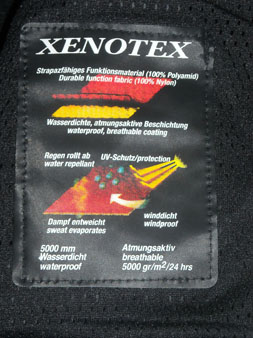 XENOTEX
Strapazfähiges Funktionsmaterial (100% Polyamid)
Durable function fabric (100% Nylon)
Wasserdichte, atmungsaktive Beschichtung
waterproof, breathable coating
Regen rollt ab
water repellant
UV-Schutz/protection
Dampf entweicht
sweat evaporates
winddicht
windproof
5000 mm
Wasserdicht
waterproof
Atmungsaktiv
breathable
5000 gr/m²/24 hrs